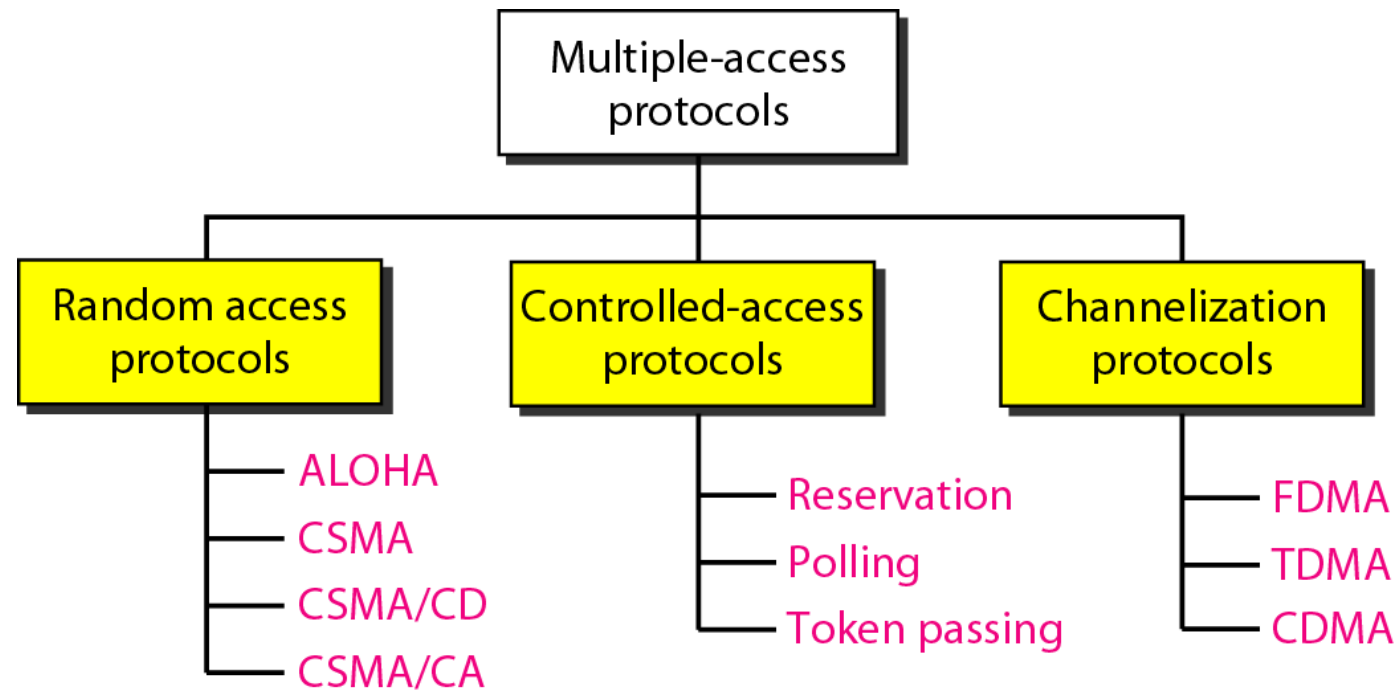 Multiple-access
protocols
Random access
protocols
Controlled-access
protocols
Channelization
protocols
ALOHA
CSMA
CSMA/CD
CSMA/CA
Reservation
Polling
Token passing
FDMA
TDMA
CDMA